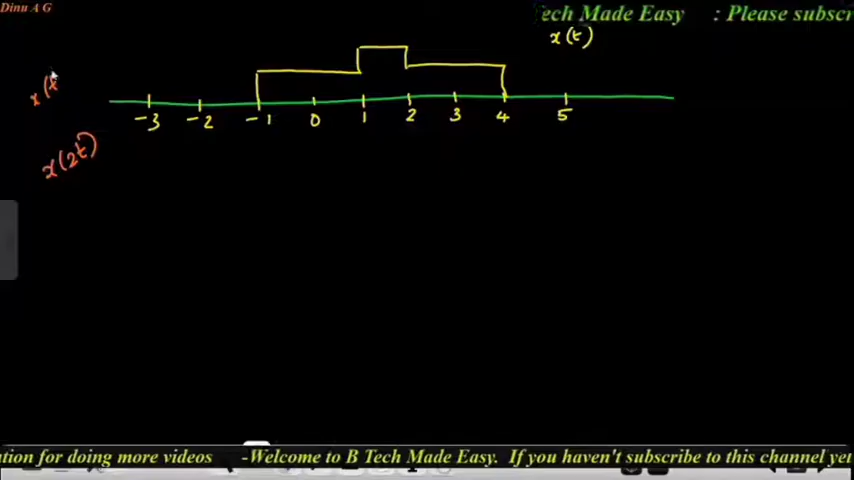 Dinu A G
Tech Made Easy : Please subscr
x(t)
x(t
-3 -2 -1 0 1 2 3 4 5
x(2t)
ation for doing more videos -Welcome to B Tech Made Easy. If you haven't subscribe to this channel yet